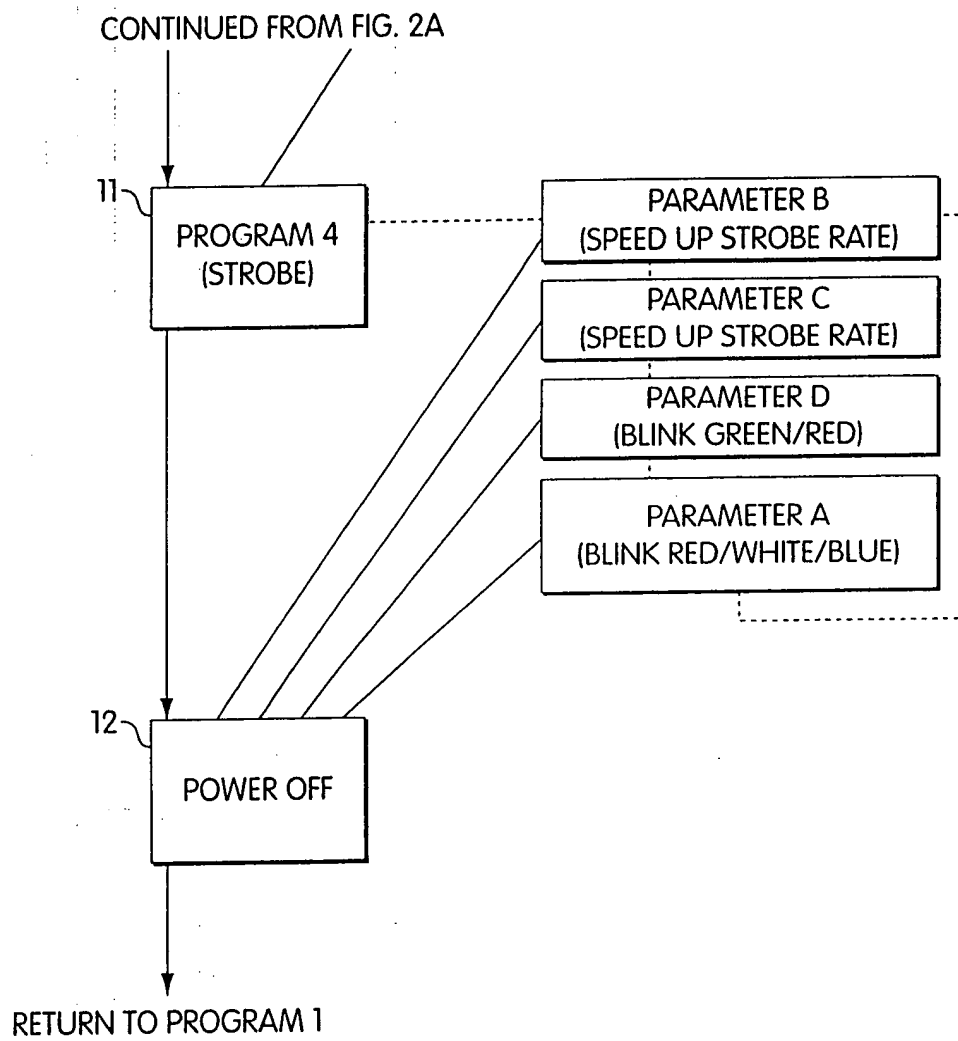 CONTINUED FROM FIG. 2A
11
PROGRAM 4
(STROBE)
PARAMETER B
(SPEED UP STROBE RATE)
PARAMETER C
(SPEED UP STROBE RATE)
PARAMETER D
(BLINK GREEN/RED)
PARAMETER A
(BLINK RED/WHITE/BLUE)
12
POWER OFF
RETURN TO PROGRAM 1